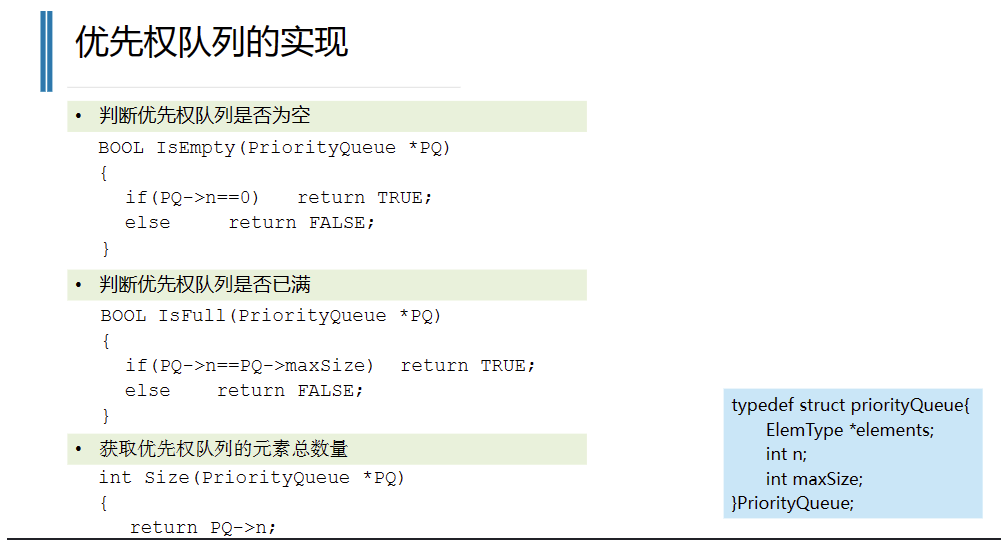 优先权队列的实现
• 判断优先权队列是否为空
BOOL IsEmpty(PriorityQueue *PQ)
{
if(PQ->n==0) return TRUE;
else return FALSE;
}
• 判断优先权队列是否已满
BOOL IsFull(PriorityQueue *PQ)
{
if(PQ->n==PQ->maxSize) return TRUE;
else return FALSE;
}
• 获取优先权队列的元素总数量
int Size(PriorityQueue *PQ)
{
return PQ->n;
typedef struct priorityQueue{
ElemType *elements;
int n;
int maxSize;
}PriorityQueue;